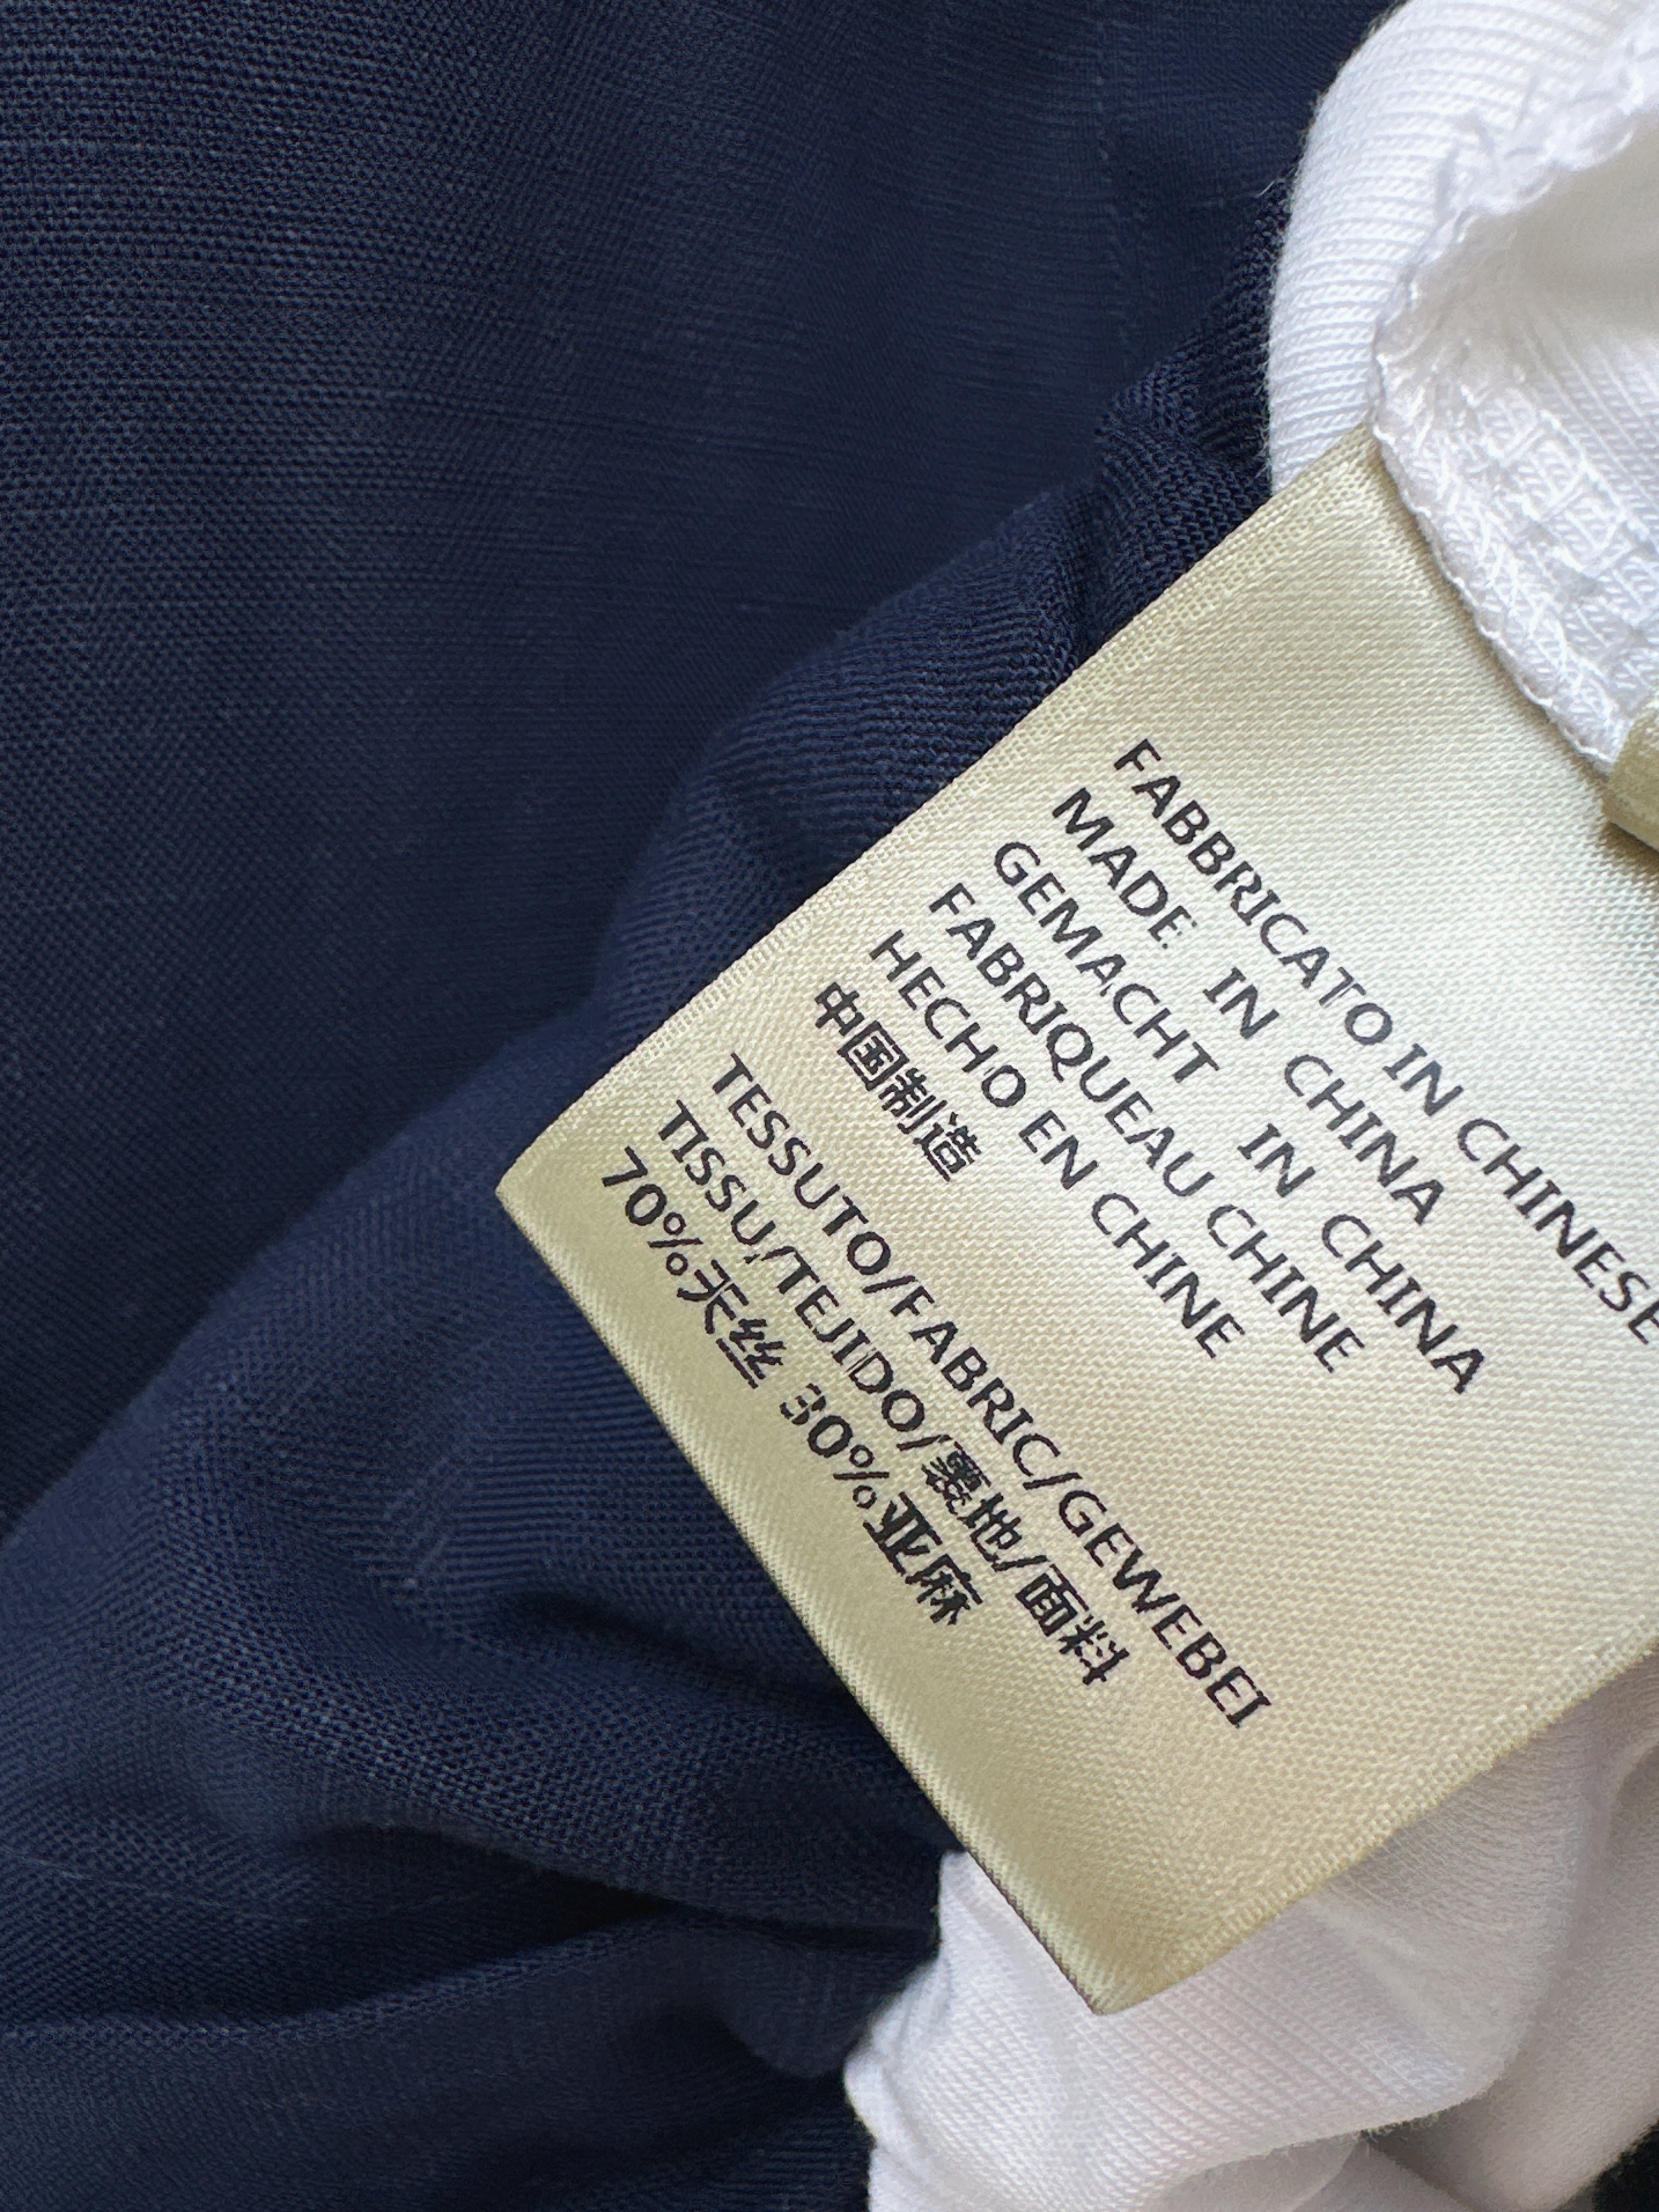 FABBRICATO IN CHINESE
MADE IN CHINA
GEMACHT IN CHINA
FABRIQUEAU CHINE
HECHO EN CHINE
中国制造
TESSUTO/FABRIC/GEWEBEI
TISSU/TEJIDO/裏地/面料
70%天丝 30%亚麻